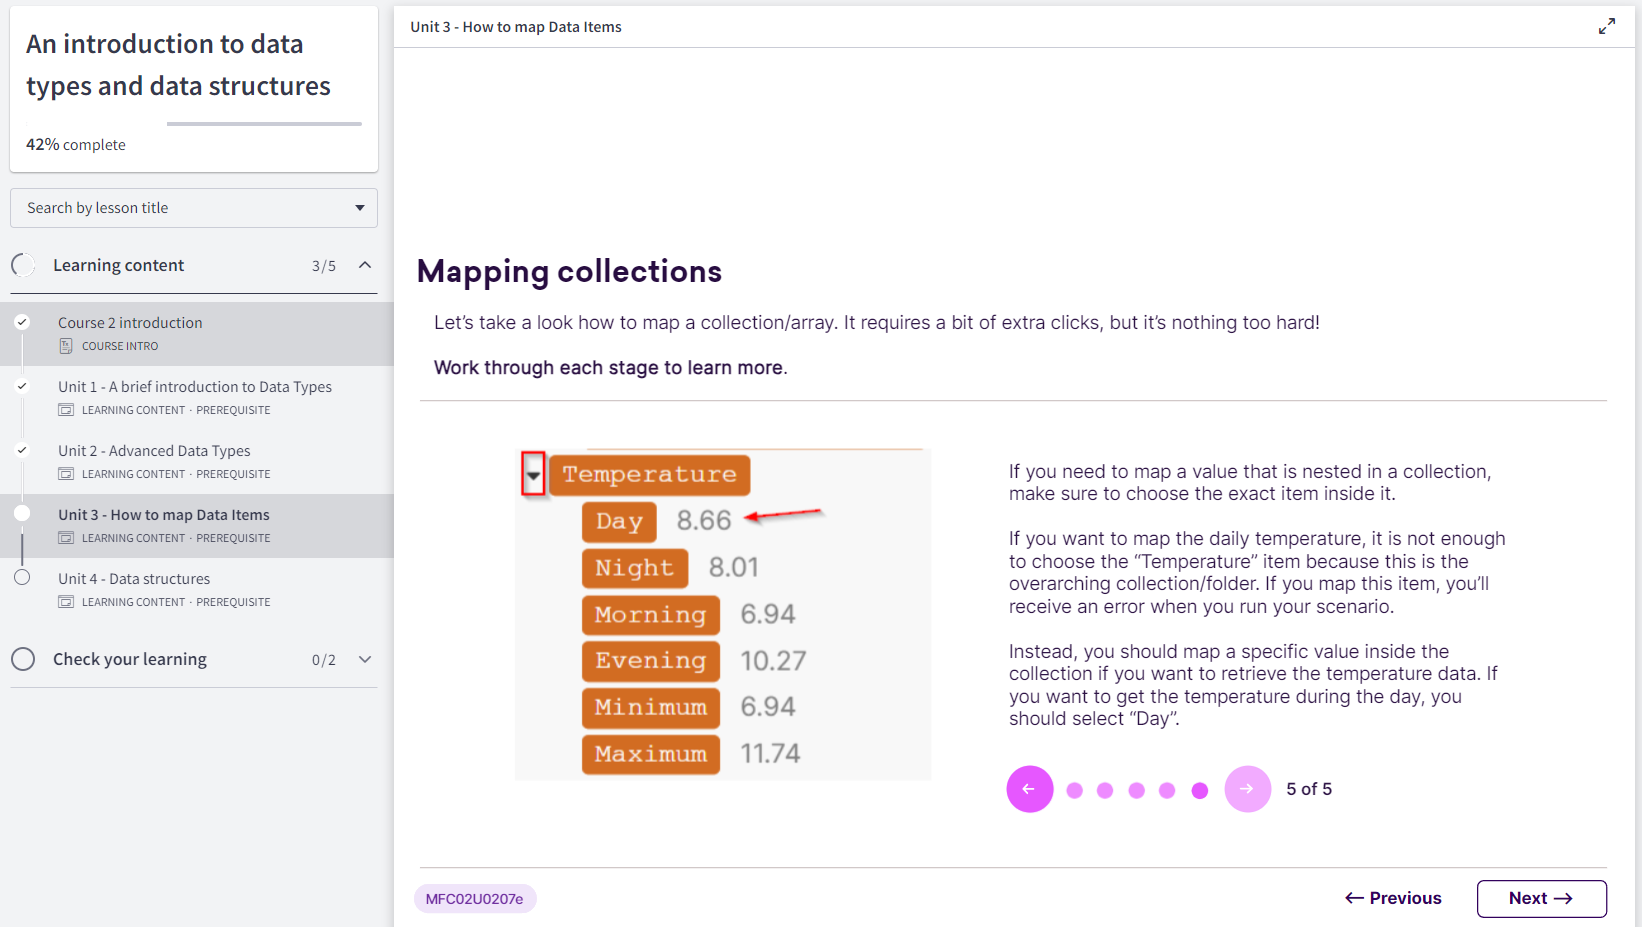 An introduction to data
types and data structures
42% complete
Search by lesson title
Learning content 3/5
Course 2 introduction
COURSE INTRO
Unit 1 - A brief introduction to Data Types
LEARNING CONTENT · PREREQUISITE
Unit 2 - Advanced Data Types
LEARNING CONTENT · PREREQUISITE
Unit 3 - How to map Data Items
LEARNING CONTENT · PREREQUISITE
Unit 4 - Data structures
LEARNING CONTENT · PREREQUISITE
Check your learning 0/2
Unit 3 - How to map Data Items
Mapping collections
Let’s take a look how to map a collection/array. It requires a bit of extra clicks, but it’s nothing too hard!
Work through each stage to learn more.
Temperature
Day 8.66
Night 8.01
Morning 6.94
Evening 10.27
Minimum 6.94
Maximum 11.74
If you need to map a value that is nested in a collection,
make sure to choose the exact item inside it.
If you want to map the daily temperature, it is not enough
to choose the “Temperature” item because this is the
overarching collection/folder. If you map this item, you’ll
receive an error when you run your scenario.
Instead, you should map a specific value inside the
collection if you want to retrieve the temperature data. If
you want to get the temperature during the day, you
should select “Day”.
5 of 5
MFC02U0207e
← Previous
Next →